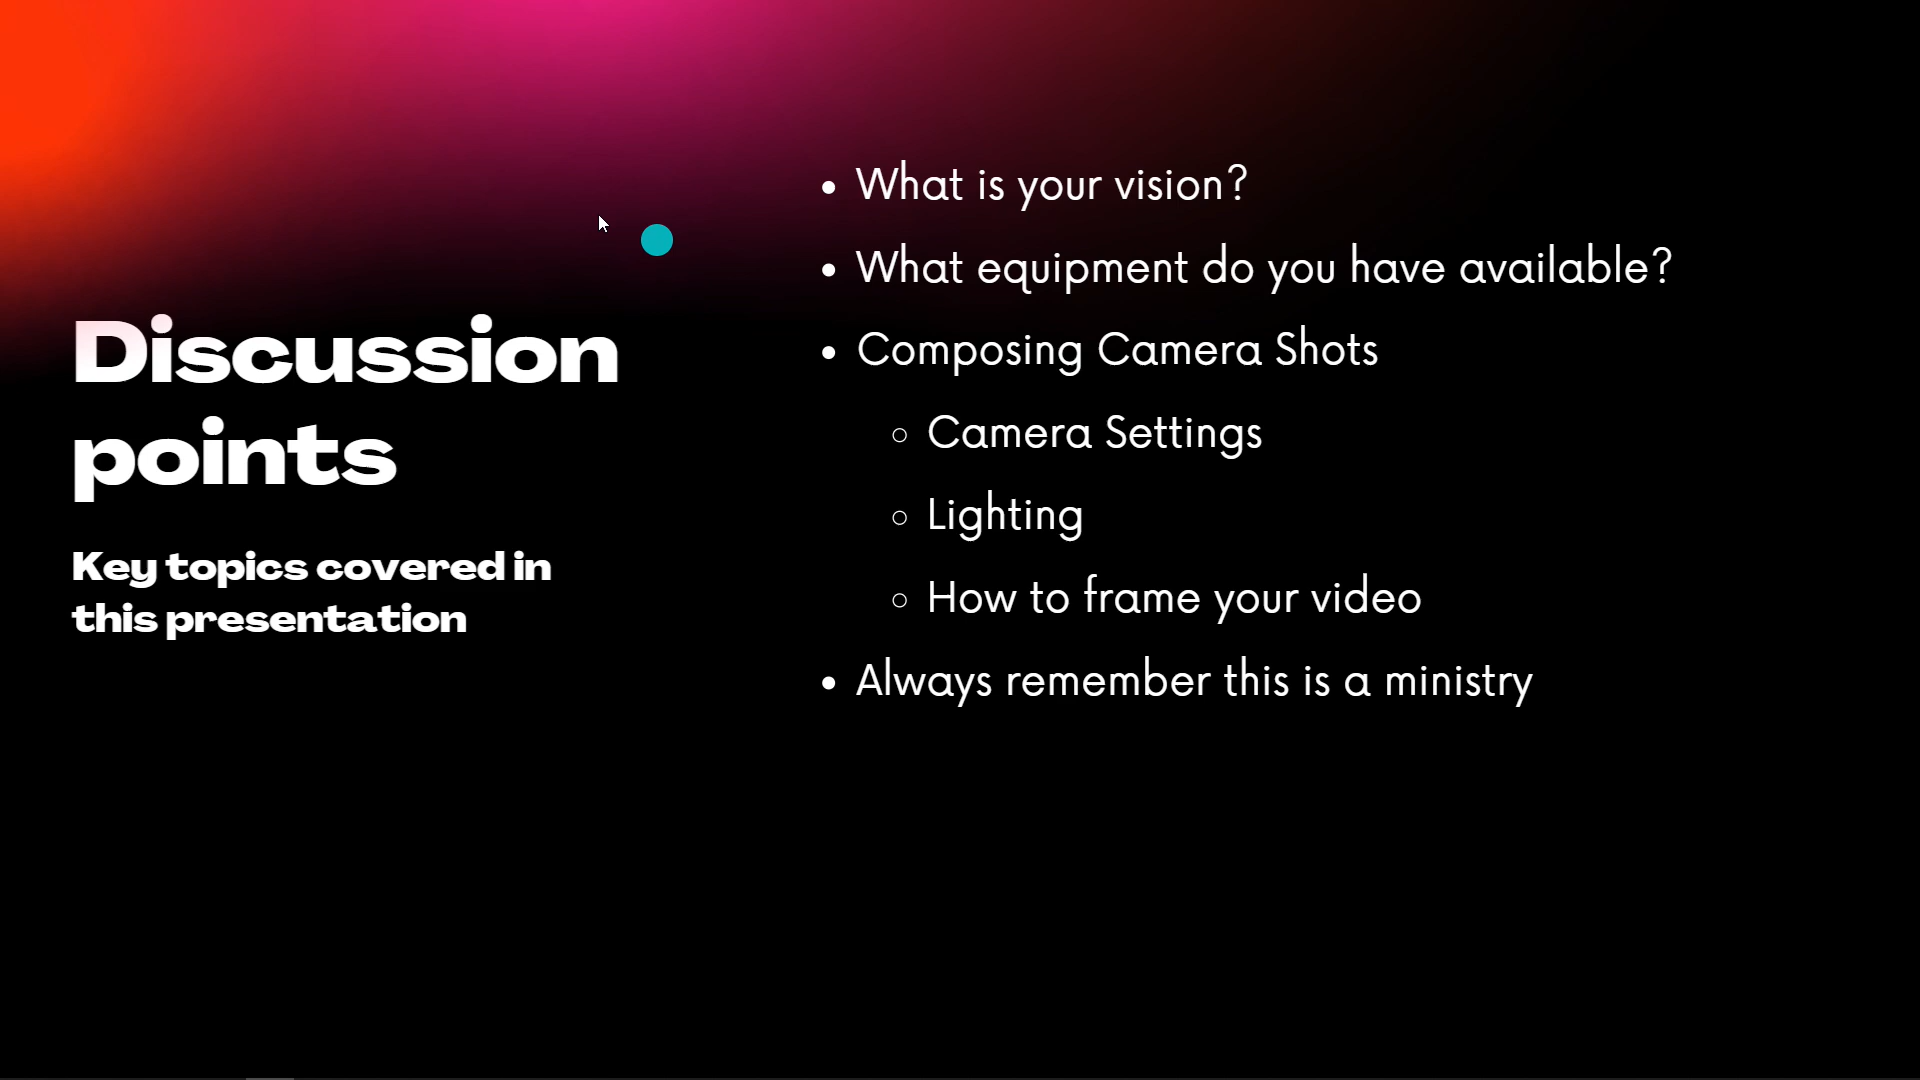 Discussion
points
Key topics covered in
this presentation
• What is your vision?
• What equipment do you have available?
• Composing Camera Shots
○ Camera Settings
○ Lighting
○ How to frame your video
• Always remember this is a ministry